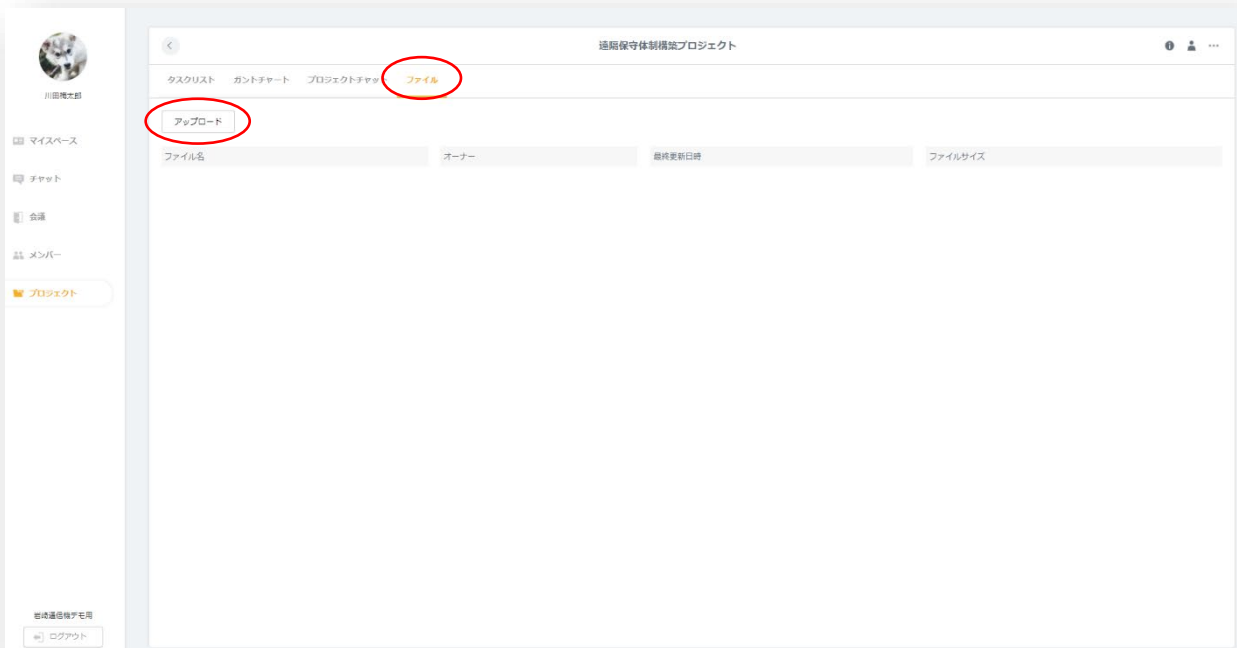 川田梅太郎
マイスペース
チャット
会議
メンバー
プロジェクト
岩崎通信機デモ用
ログアウト
遠隔保守体制構築プロジェクト
タスクリスト ガントチャート プロジェクトチャット ファイル
アップロード
ファイル名 オーナー 最終更新日時 ファイルサイズ